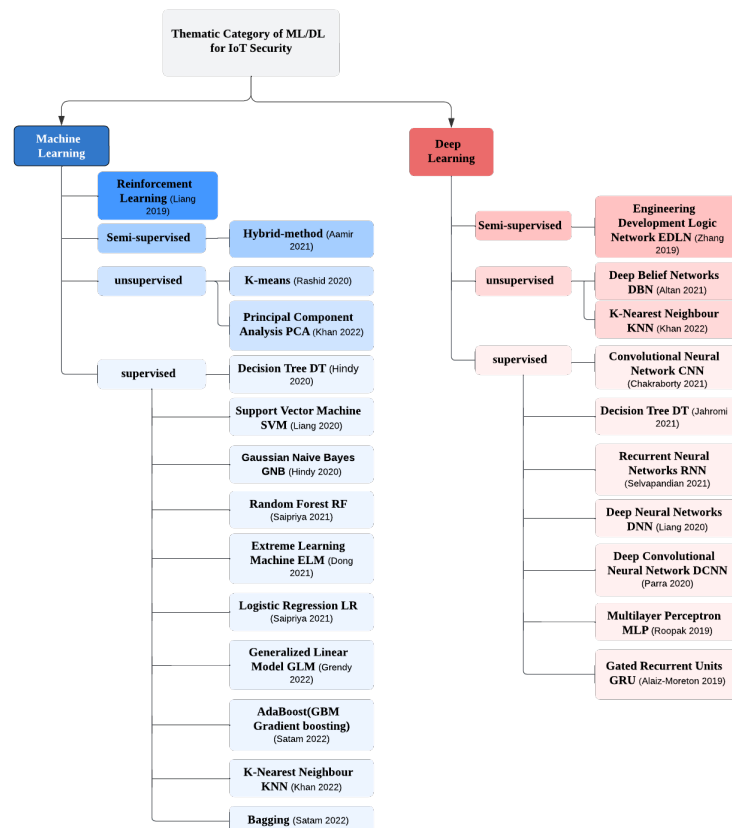 Thematic Category of ML/DL
for IoT Security
Machine
Learning
Reinforcement
Learning (Liang
2019)
Semi-supervised
Hybrid-method (Aamir
2021)
unsupervised
K-means (Rashid 2020)
Principal Component
Analysis PCA (Khan 2022)
supervised
Decision Tree DT (Hindy
2020)
Support Vector Machine
SVM (Liang 2020)
Gaussian Naive Bayes
GNB (Hindy 2020)
Random Forest RF
(Saipriya 2021)
Extreme Learning
Machine ELM (Dong
2021)
Logistic Regression LR
(Saipriya 2021)
Generalized Linear
Model GLM (Grendy
2022)
AdaBoost(GBM
Gradient boosting)
(Satam 2022)
K-Nearest Neighbour
KNN (Khan 2022)
Bagging (Satam 2022)
Deep
Learning
Semi-supervised
Engineering
Development Logic
Network EDLN (Zhang
2019)
unsupervised
Deep Belief Networks
DBN (Altan 2021)
K-Nearest Neighbour
KNN (Khan 2022)
supervised
Convolutional Neural
Network CNN
(Chakraborty 2021)
Decision Tree DT (Jahromi
2021)
Recurrent Neural
Networks RNN
(Selvapandian 2021)
Deep Neural Networks
DNN (Liang 2020)
Deep Convolutional
Neural Network DCNN
(Parra 2020)
Multilayer Perceptron
MLP (Roopak 2019)
Gated Recurrent Units
GRU (Alaiz-Moreton 2019)